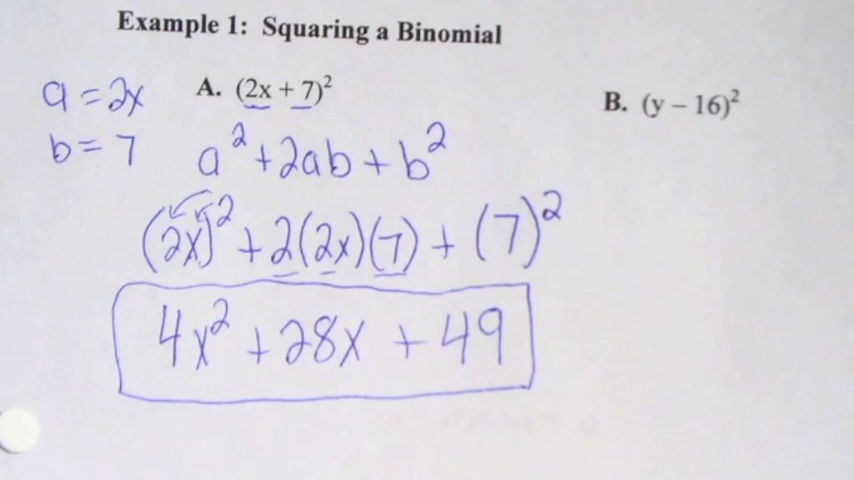 Example 1: Squaring a Binomial
a = 2x
A. (2x + 7)²
B. (y – 16)²
b = 7
a² + 2ab + b²
(2x)² + 2(2x)(7) + (7)²
4x² + 28x + 49